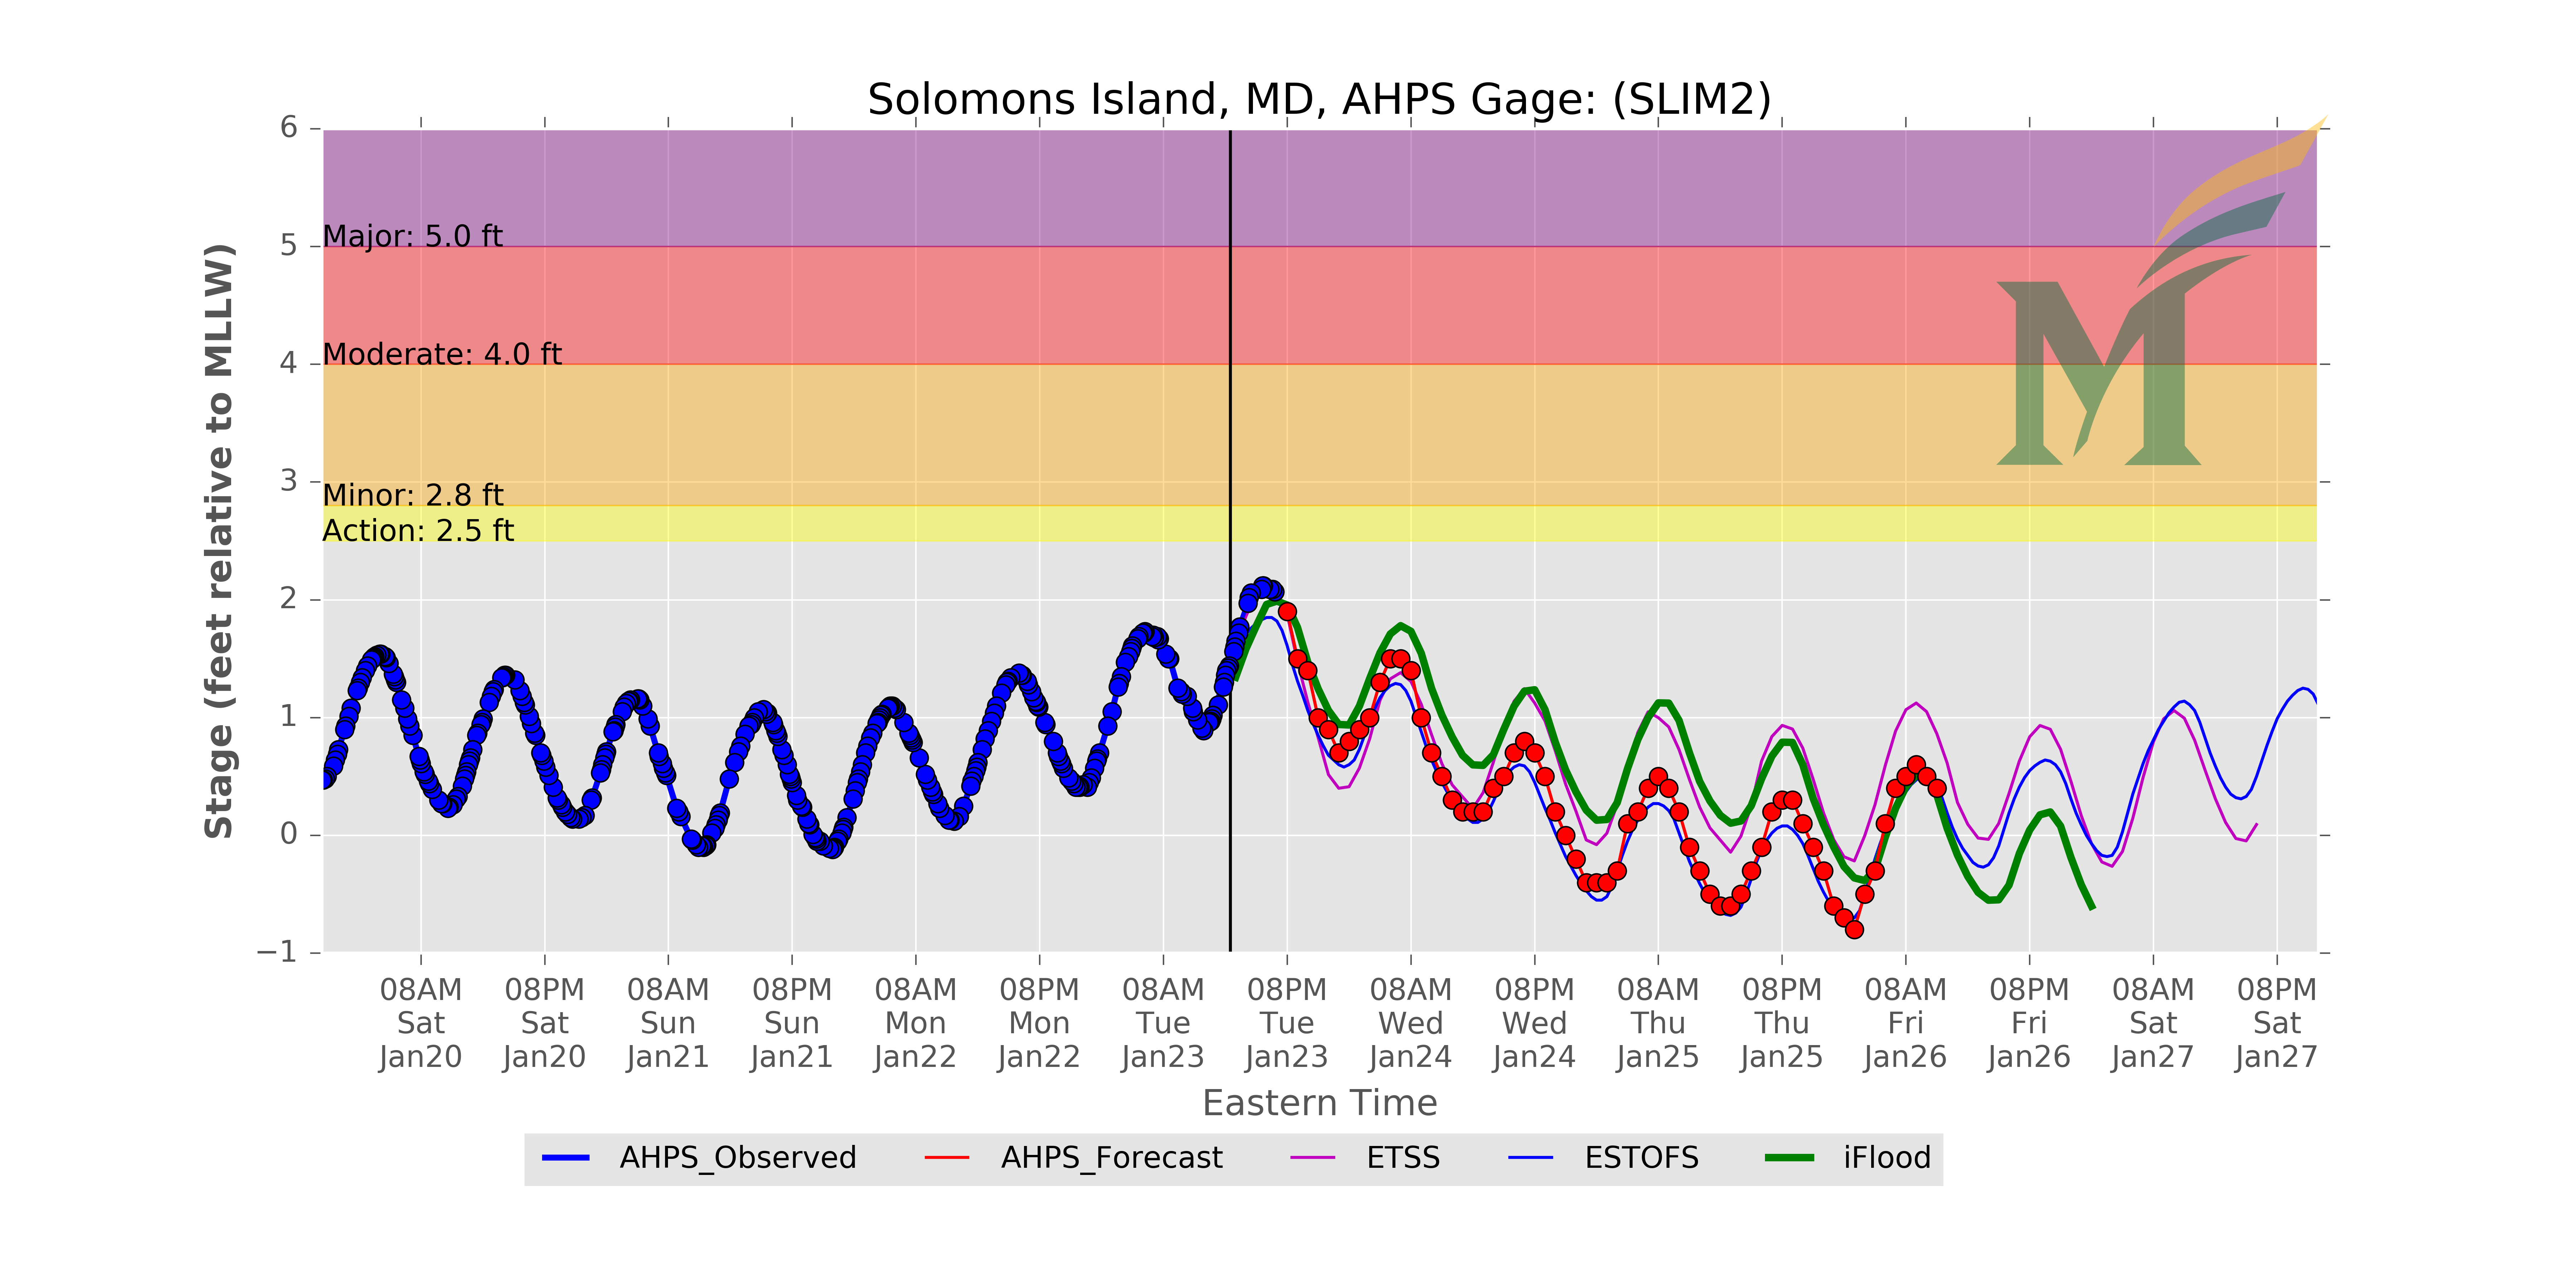 Solomons Island, MD, AHPS Gage: (SLIM2)
Stage (feet relative to MLLW)
6
5
4
3
2
1
0
−1
Major: 5.0 ft
Moderate: 4.0 ft
Minor: 2.8 ft
Action: 2.5 ft
M
08AM 08PM 08AM 08PM 08AM 08PM 08AM 08PM 08AM 08PM 08AM 08PM 08AM 08PM 08AM 08PM
Sat Sat Sun Sun Mon Mon Tue Tue Wed Wed Thu Thu Fri Fri Sat Sat
Jan20 Jan20 Jan21 Jan21 Jan22 Jan22 Jan23 Jan23 Jan24 Jan24 Jan25 Jan25 Jan26 Jan26 Jan27 Jan27
Eastern Time
AHPS_Observed AHPS_Forecast ETSS ESTOFS iFlood